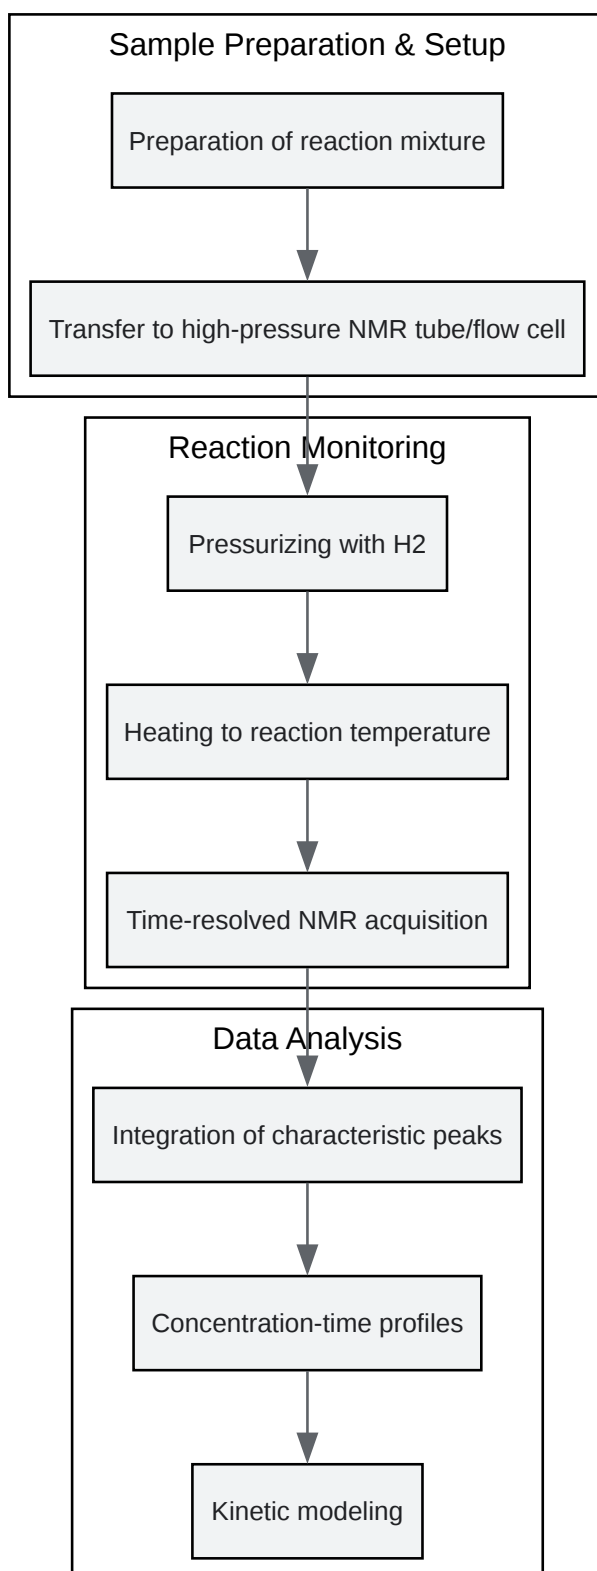 Sample Preparation & Setup
Preparation of reaction mixture
Transfer to high-pressure NMR tube/flow cell
Reaction Monitoring
Pressurizing with H2
Heating to reaction temperature
Time-resolved NMR acquisition
Data Analysis
Integration of characteristic peaks
Concentration-time profiles
Kinetic modeling